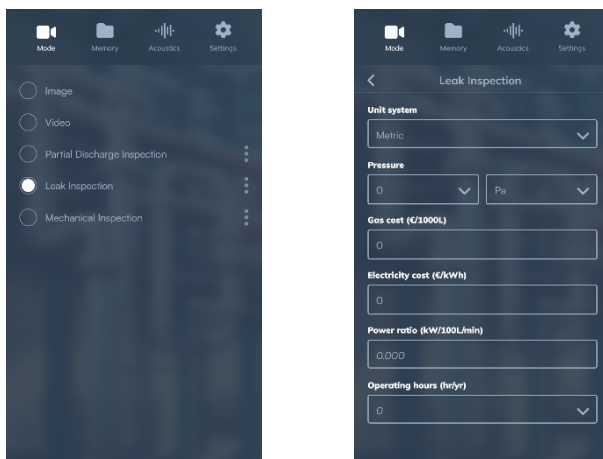 Mode Memory Acoustics Settings
Image
Video
Partial Discharge Inspection
Leak Inspection
Mechanical Inspection
Mode Memory Acoustics Settings
Leak Inspection
Unit system
Metric
Pressure
0 Pa
Gas cost (€/1000L)
0
Electricity cost (€/kWh)
0
Power ratio (kW/100L/min)
0.000
Operating hours (hr/yr)
0